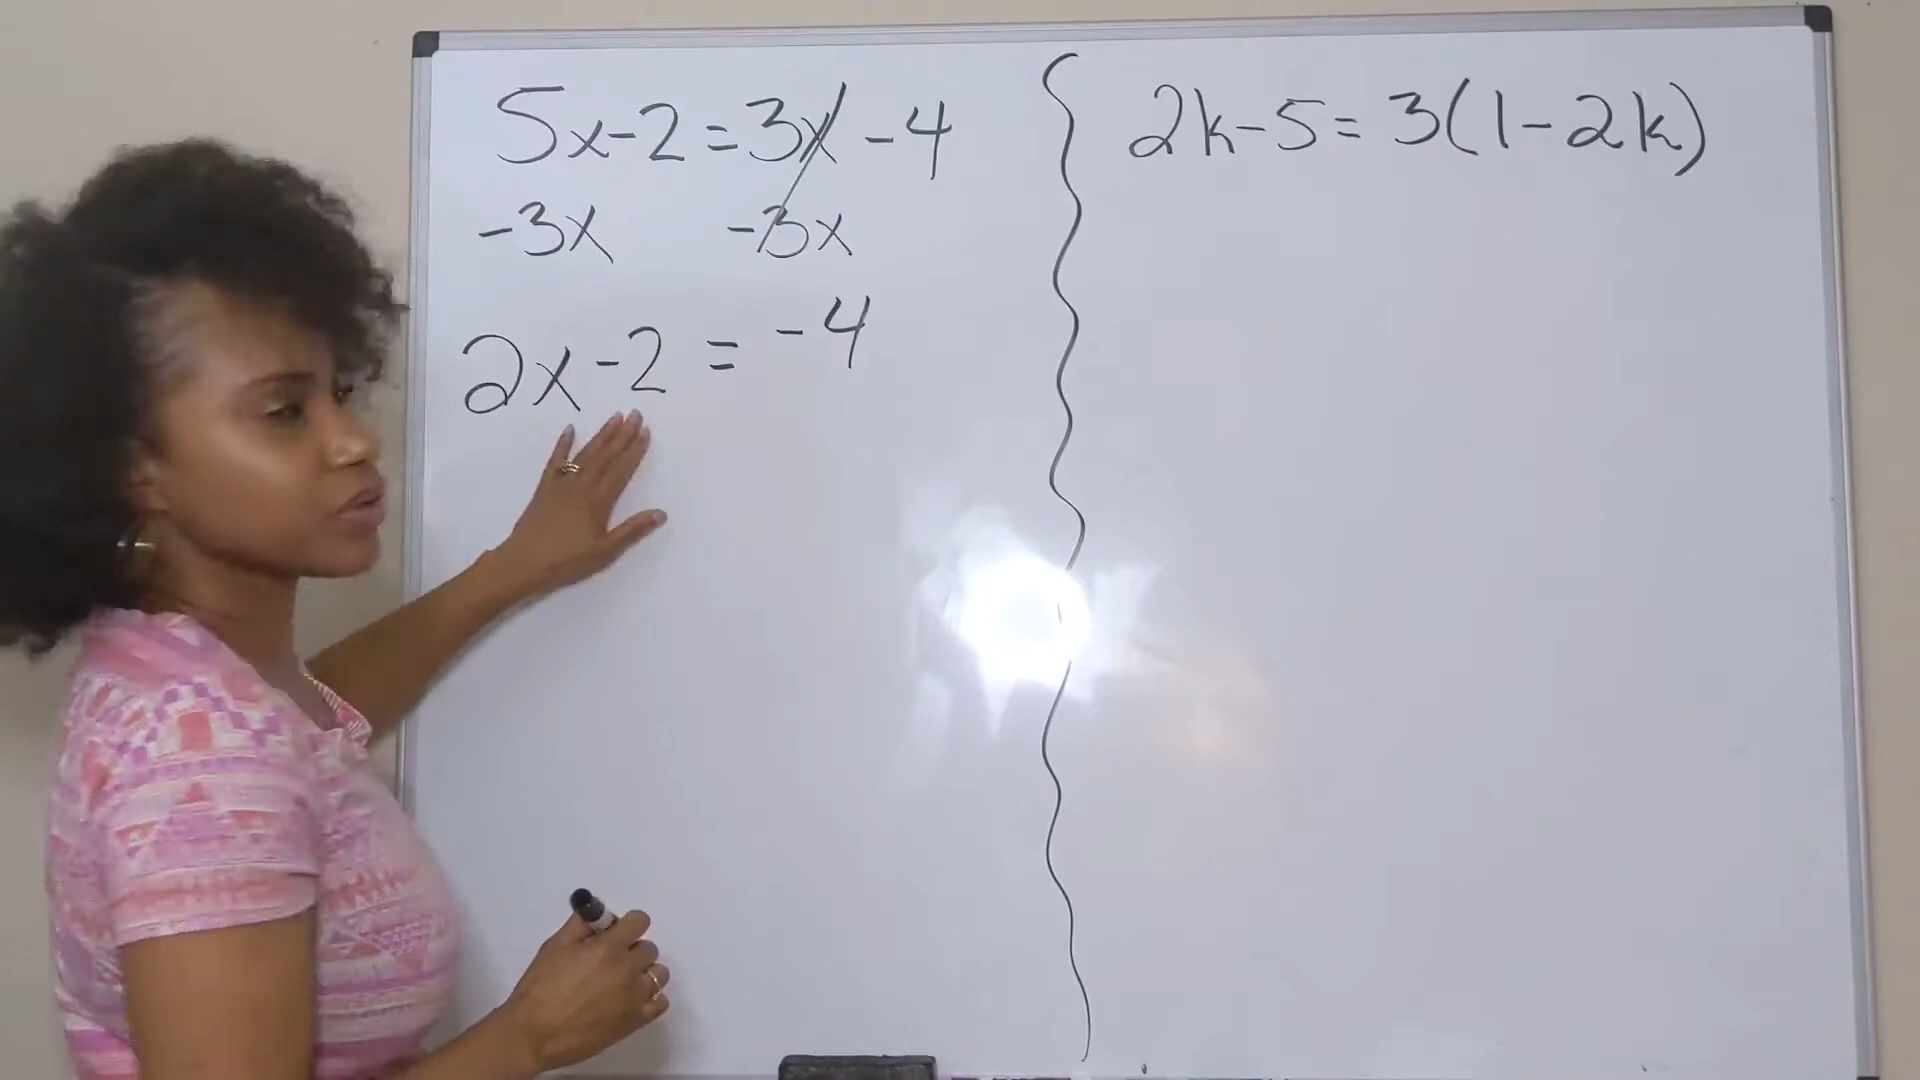 5x-2=3x-4
-3x -3x
2x-2 = -4
2k-5=3(1-2k)